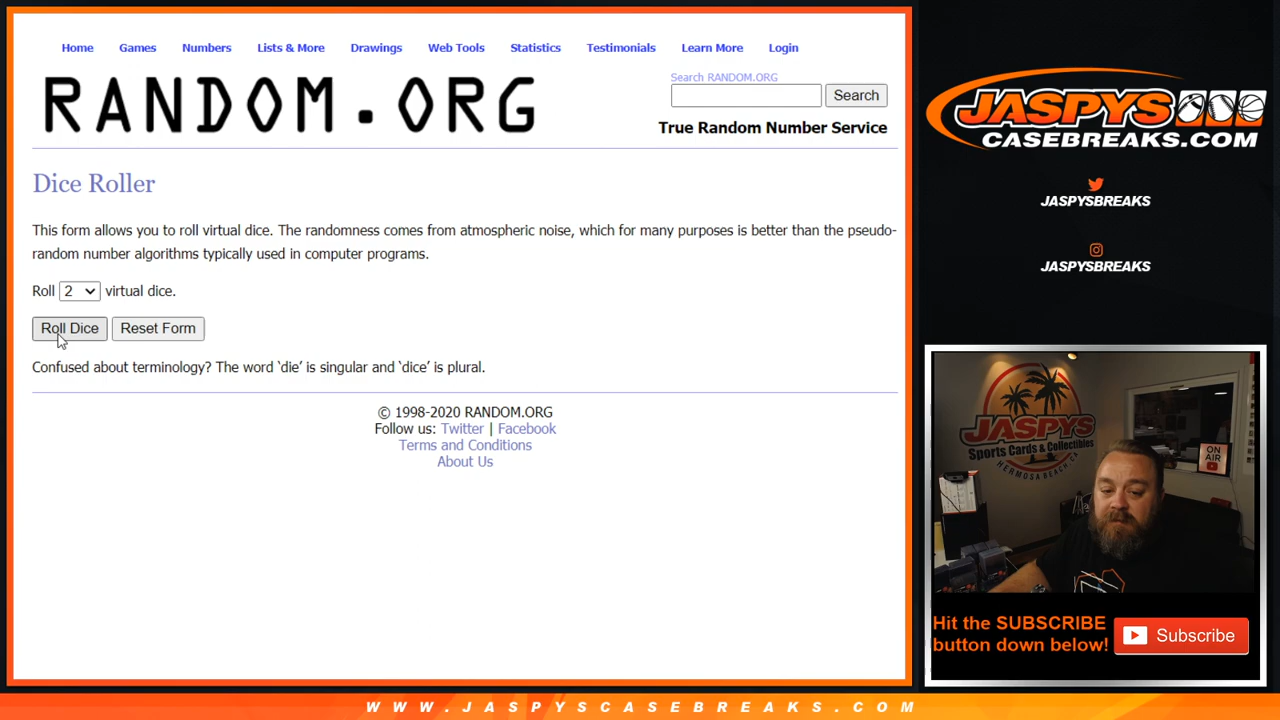 Home Games Numbers Lists & More Drawings Web Tools Statistics Testimonials Learn More Login
RANDOM.ORG
Search RANDOM.ORG
Search
True Random Number Service
Dice Roller
This form allows you to roll virtual dice. The randomness comes from atmospheric noise, which for many purposes is better than the pseudo-
random number algorithms typically used in computer programs.
Roll 2 virtual dice.
Roll Dice Reset Form
Confused about terminology? The word ‘die’ is singular and ‘dice’ is plural.
© 1998-2020 RANDOM.ORG
Follow us: Twitter | Facebook
Terms and Conditions
About Us
JASPYS
CASEBREAKS.COM
JASPYSBREAKS
JASPYSBREAKS
JASPYS
Sports Cards & Collectibles
HERMOSA BEACH, CA
ON
AIR
Hit the SUBSCRIBE
button down below!
Subscribe
WWW.JASPYSCASEBREAKS.COM